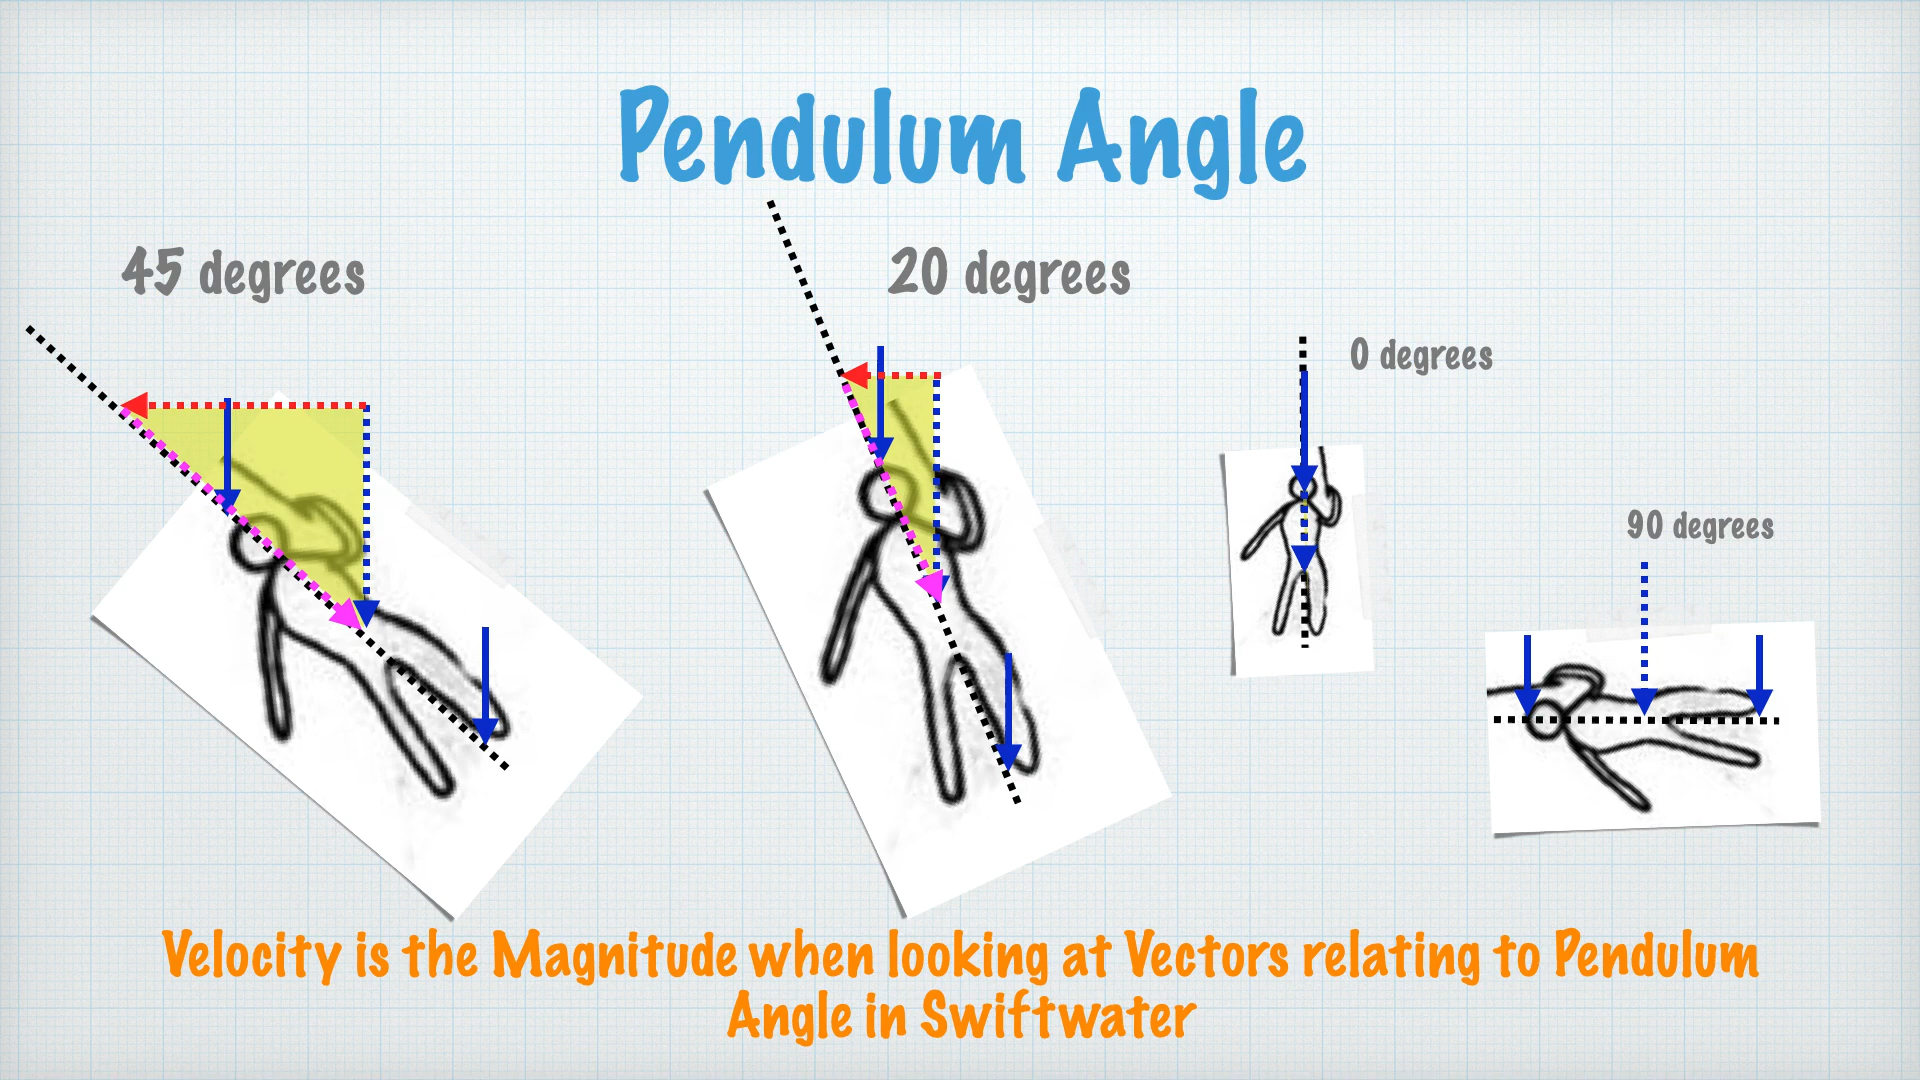 Pendulum Angle
45 degrees
20 degrees
0 degrees
90 degrees
Velocity is the Magnitude when looking at Vectors relating to Pendulum
Angle in Swiftwater